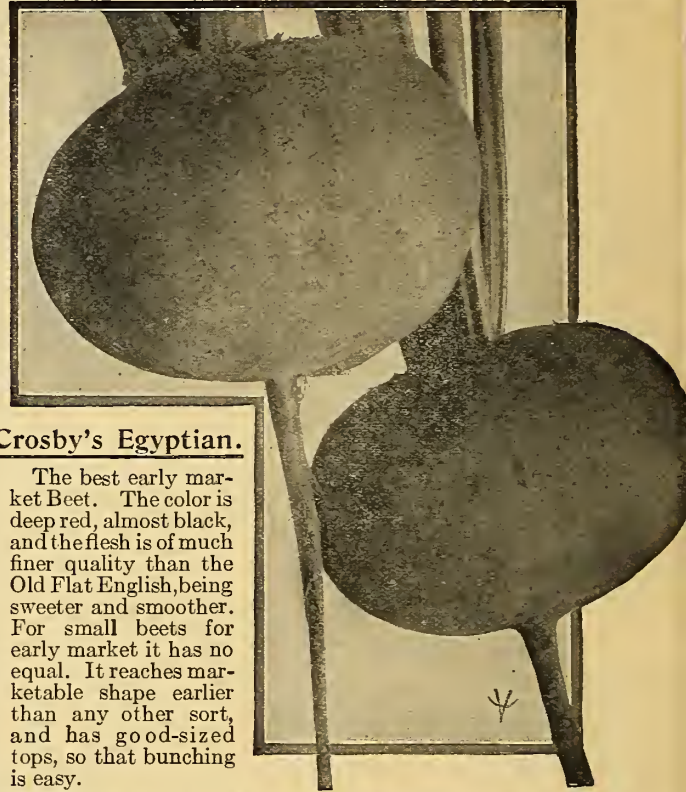 Crosby's Egyptian.
The best early mar-
ket Beet. The color is
deep red, almost black,
and the flesh is of much
finer quality than the
Old Flat English, being
sweeter and smoother.
For small beets for
early market it has no
equal. It reaches mar-
ketable shape earlier
than any other sort,
and has good-sized
tops, so that bunching
is easy.